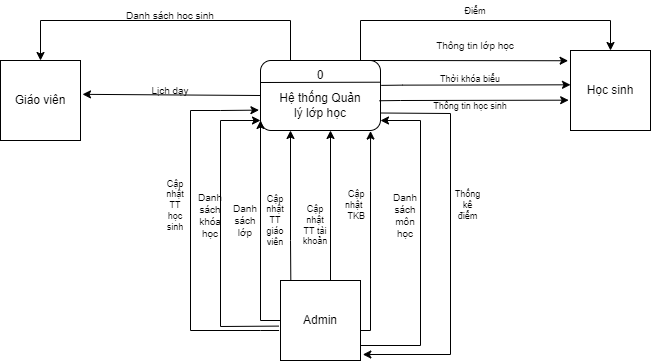 Danh sách học sinh
Điểm
Thông tin lớp học
0
Thời khóa biểu
Giáo viên
Lịch dạy
Hệ thống Quản
lý lớp học
Học sinh
Thông tin học sinh
Cập
nhật
TT
học
sinh
Danh
sách
khóa
học
Danh
sách
lớp
Cập
nhật
TT
giáo
viên
Cập
nhật
TT tài
khoản
Cập
nhật
TKB
Danh
sách
môn
học
Thống
kê
điểm
Admin